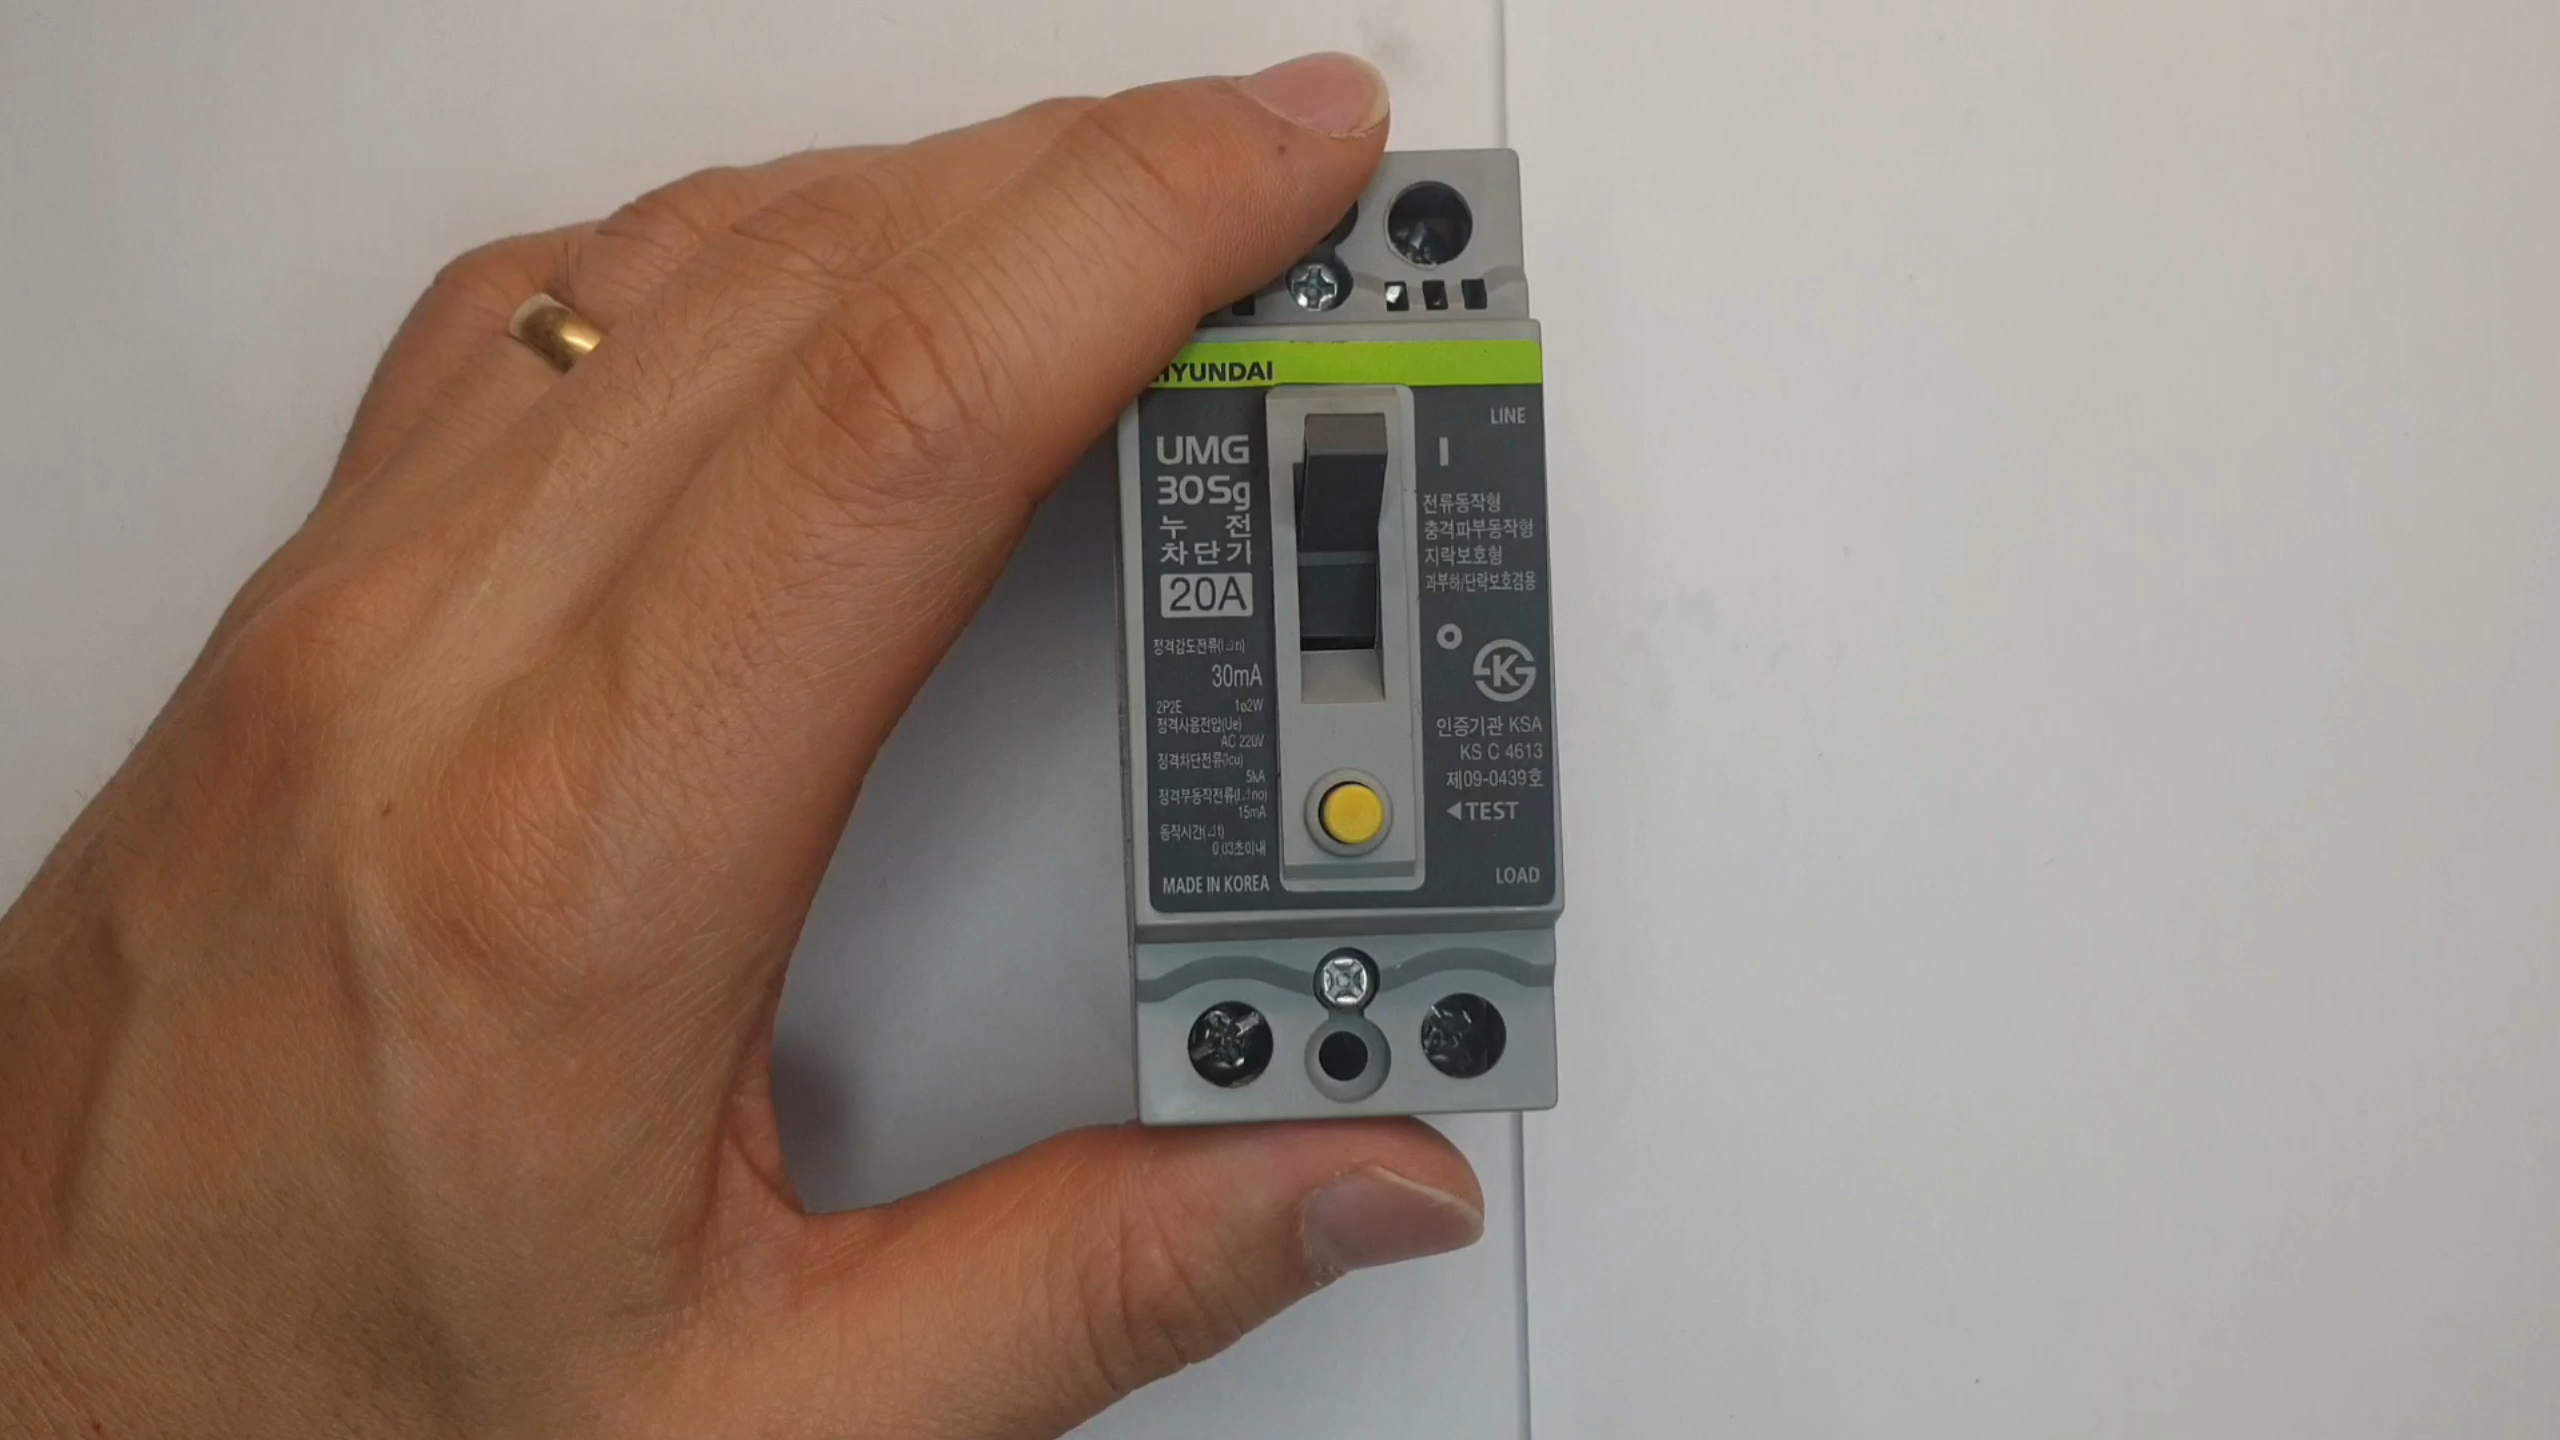 HYUNDAI
UMG
30Sg
누 전
차단기
20A
정격감도전류(I△n)
30mA
2P2E 1ø2W
정격사용전압(Ue)
AC 220V
정격차단전류(Icu)
5kA
정격부동작전류(I△no)
15mA
동작시간(△t)
0.03초이내
MADE IN KOREA
LINE
I
전류동작형
충격파부동작형
지락보호형
과부하/단락보호겸용
O
K
인증기관 KSA
KS C 4613
제09-0439호
◀TEST
LOAD